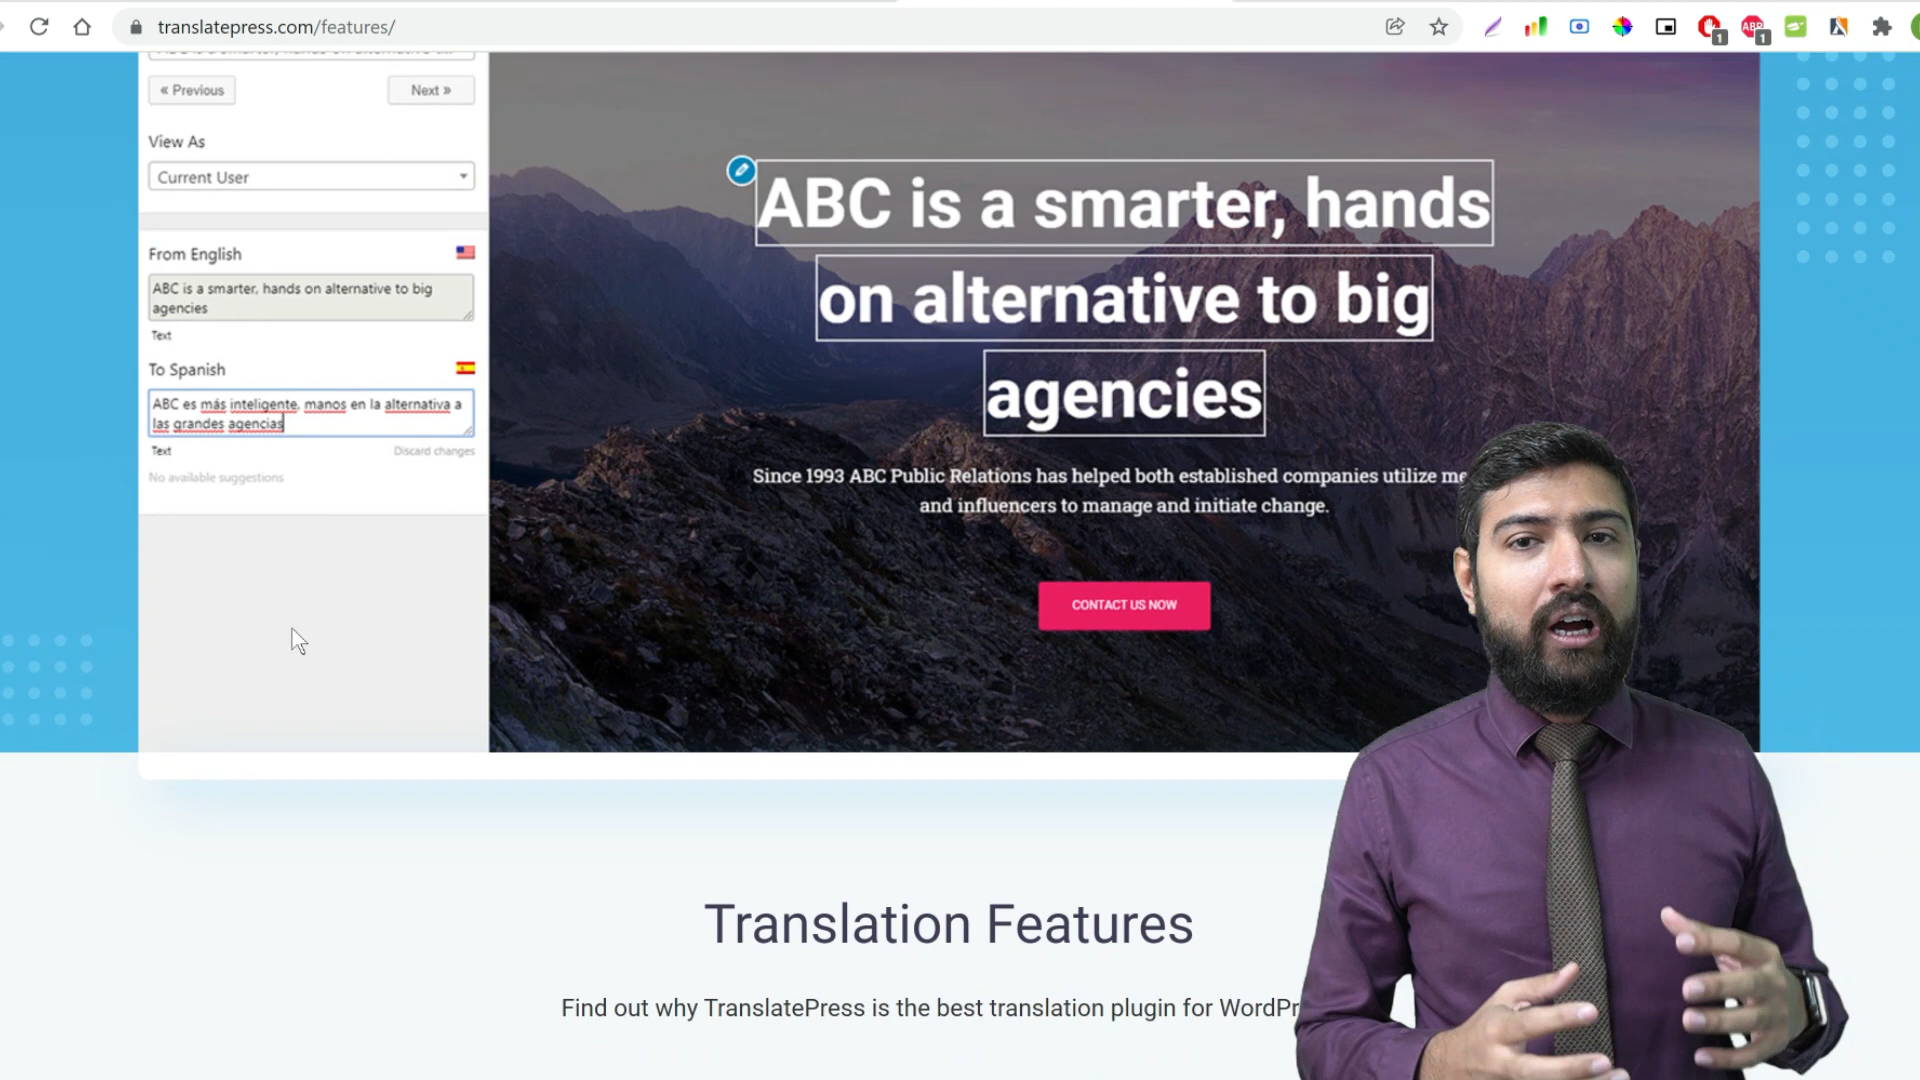 translatepress.com/features/
« Previous
Next »
View As
Current User
From English
ABC is a smarter, hands on alternative to big
agencies
Text
To Spanish
ABC es más inteligente, manos en la alternativa a
las grandes agencias
Text
Discard changes
No available suggestions
ABC is a smarter, hands
on alternative to big
agencies
Since 1993 ABC Public Relations has helped both established companies utilize
and influencers to manage and initiate change.
CONTACT US NOW
Translation Features
Find out why TranslatePress is the best translation plugin for
1
ABP
1